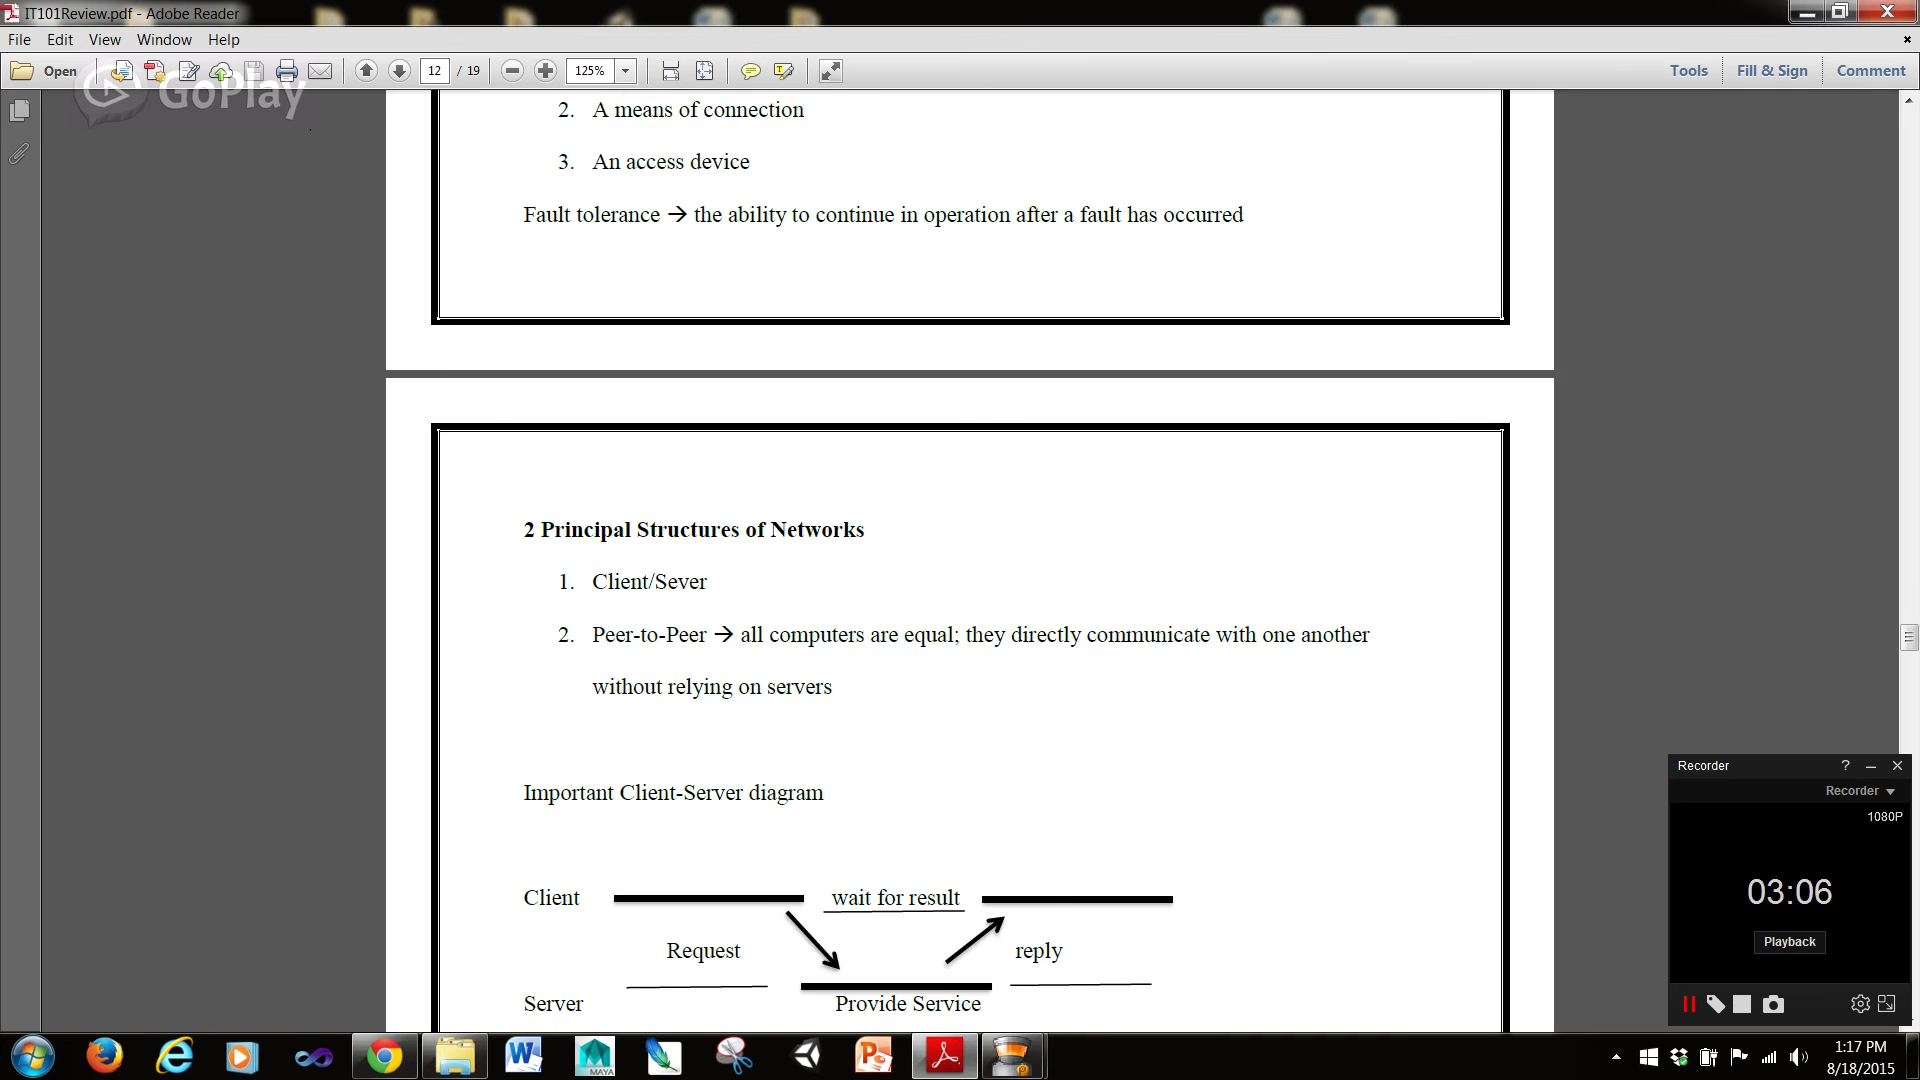 IT101Review.pdf - Adobe Reader
File Edit View Window Help
Open 12 / 19 125% Tools Fill & Sign Comment
GoPlay
2. A means of connection
3. An access device
Fault tolerance → the ability to continue in operation after a fault has occurred
2 Principal Structures of Networks
1. Client/Sever
2. Peer-to-Peer → all computers are equal; they directly communicate with one another
without relying on servers
Important Client-Server diagram
Client wait for result
Request reply
Server Provide Service
Recorder ?
Recorder
1080P
03:06
Playback
MAYA
1:17 PM
8/18/2015